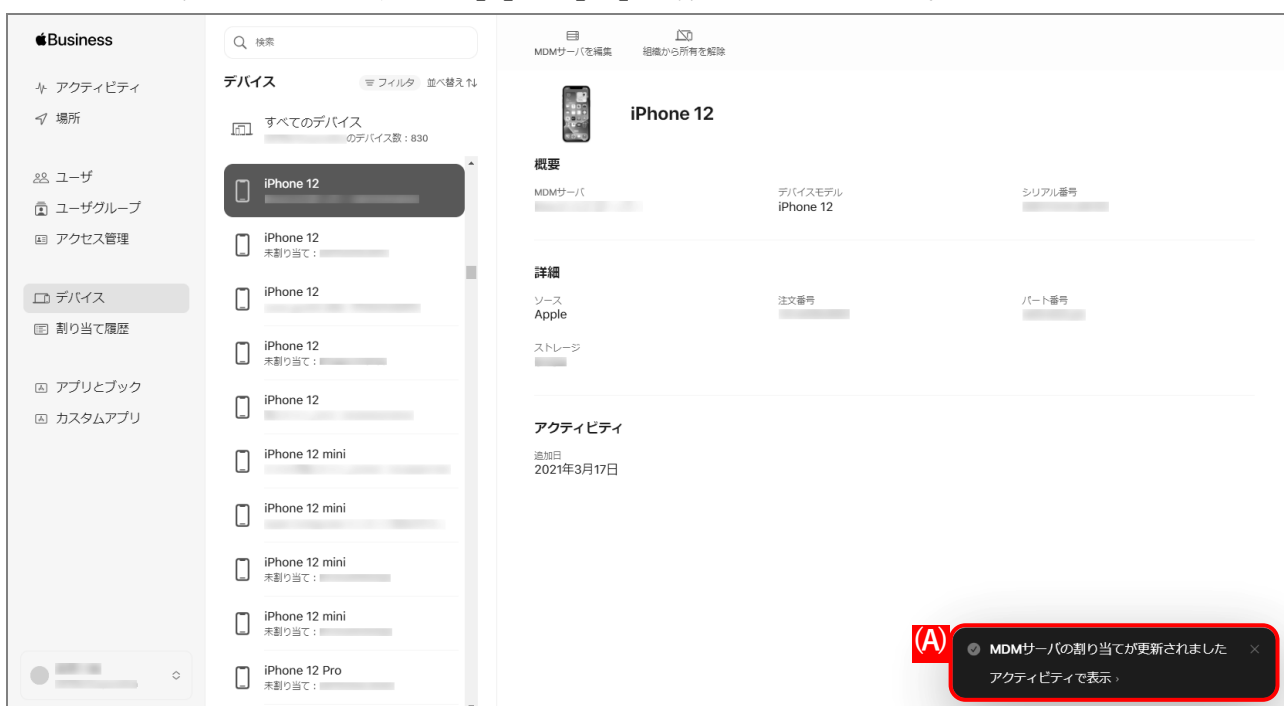 Business
アクティビティ
場所
ユーザ
ユーザグループ
アクセス管理
デバイス
割り当て履歴
アプリとブック
カスタムアプリ
検索
デバイス
フィルタ 並べ替え↑↓
すべてのデバイス
のデバイス数：830
iPhone 12
iPhone 12
未割り当て：
iPhone 12
iPhone 12
未割り当て：
iPhone 12
iPhone 12 mini
iPhone 12 mini
iPhone 12 mini
未割り当て：
iPhone 12 mini
未割り当て：
iPhone 12 Pro
未割り当て：
MDMサーバを編集 組織から所有を解除
iPhone 12
概要
MDMサーバ デバイスモデル シリアル番号
iPhone 12
詳細
ソース 注文番号 パート番号
Apple
ストレージ
アクティビティ
追加日
2021年3月17日
(A)
MDMサーバの割り当てが更新されました
アクティビティで表示 ›